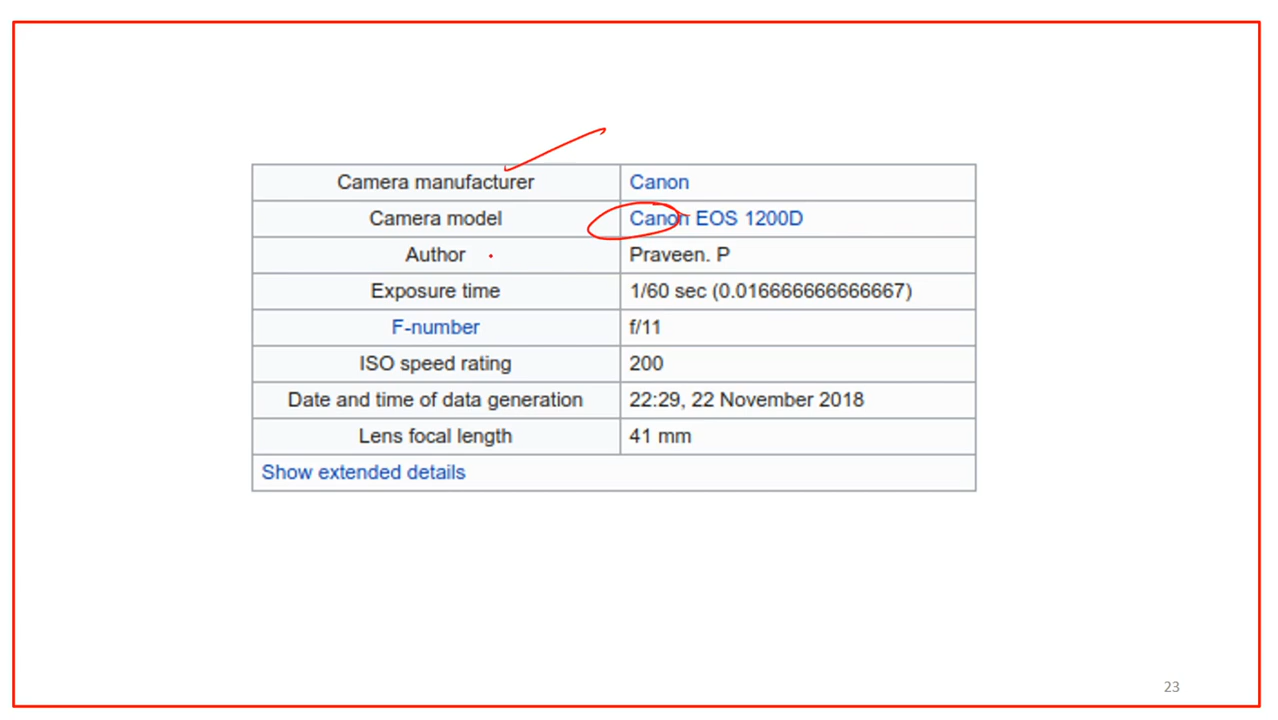 Camera manufacturer Canon
Camera model Canon EOS 1200D
Author Praveen. P
Exposure time 1/60 sec (0.016666666666667)
F-number f/11
ISO speed rating 200
Date and time of data generation 22:29, 22 November 2018
Lens focal length 41 mm
Show extended details
23